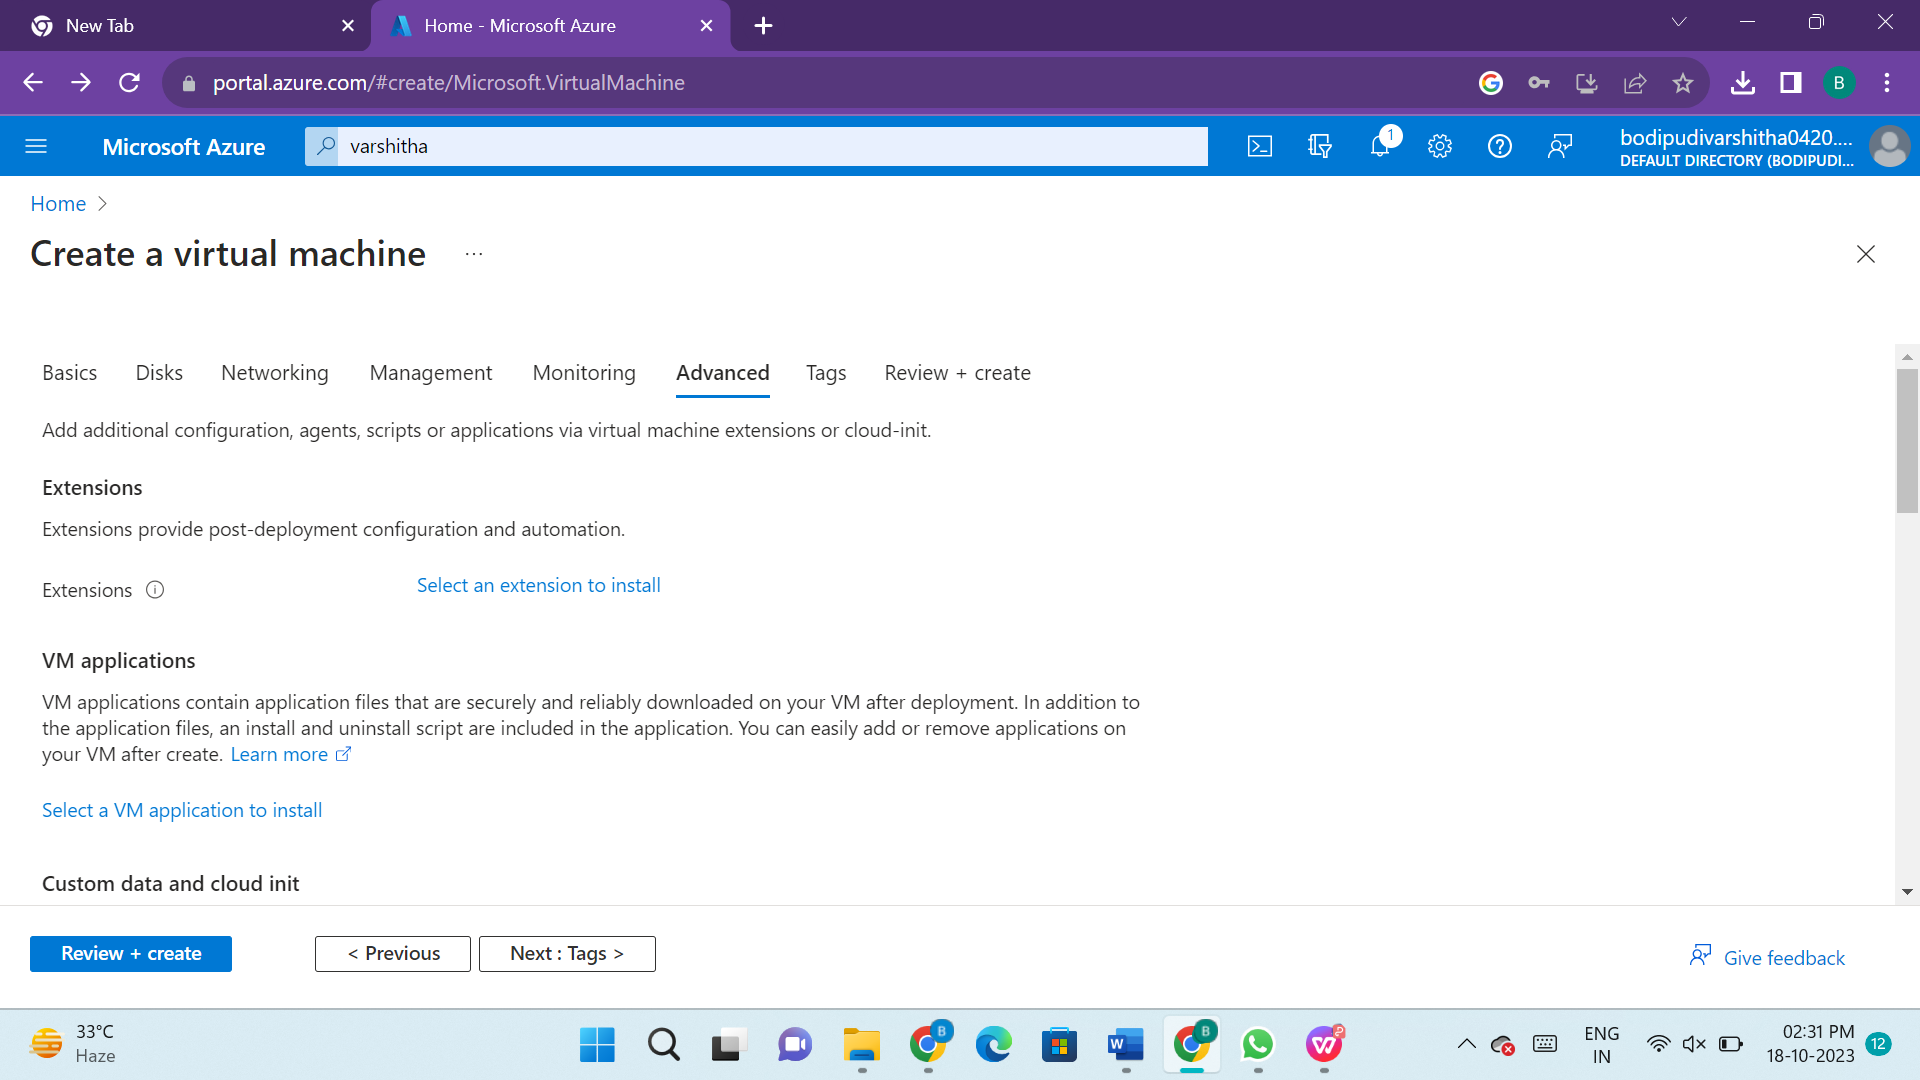 New Tab
Home - Microsoft Azure
portal.azure.com/#create/Microsoft.VirtualMachine
B
Microsoft Azure
varshitha
1
bodipudivarshitha0420....
DEFAULT DIRECTORY (BODIPUDI...
Home
Create a virtual machine
Basics Disks Networking Management Monitoring Advanced Tags Review + create
Add additional configuration, agents, scripts or applications via virtual machine extensions or cloud-init.
Extensions
Extensions provide post-deployment configuration and automation.
Extensions Select an extension to install
VM applications
VM applications contain application files that are securely and reliably downloaded on your VM after deployment. In addition to
the application files, an install and uninstall script are included in the application. You can easily add or remove applications on
your VM after create. Learn more
Select a VM application to install
Custom data and cloud init
Review + create < Previous Next : Tags >
Give feedback
33°C
Haze
B
W
B
ENG
IN
02:31 PM
18-10-2023
12